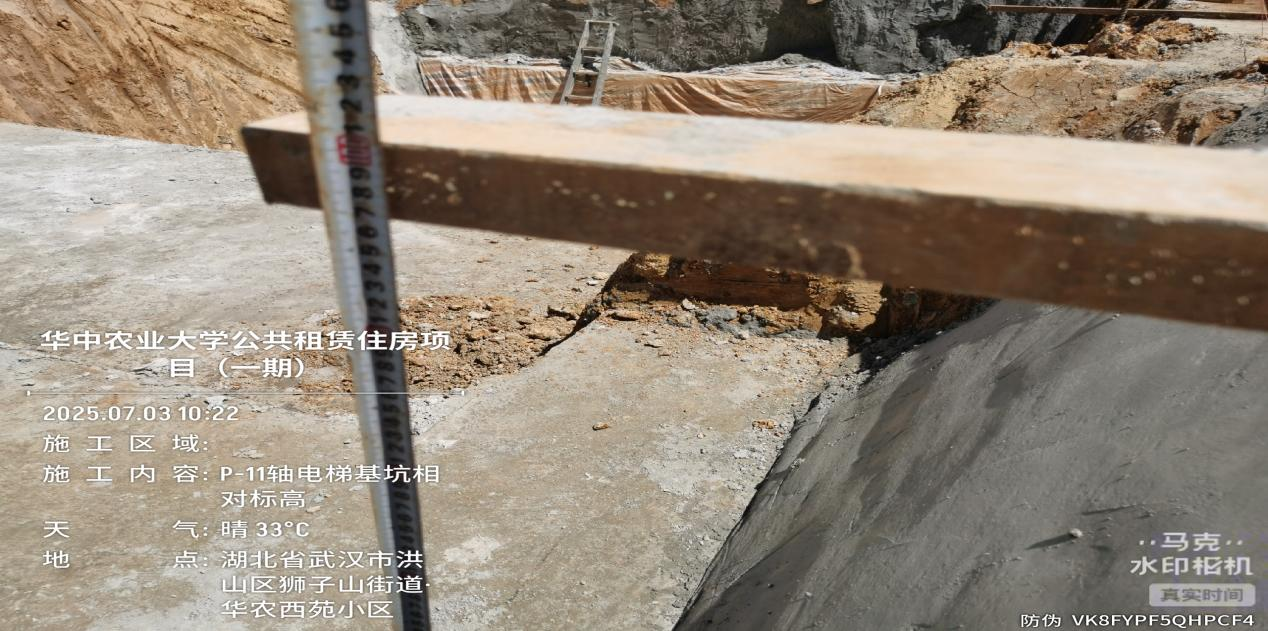 华中农业大学公共租赁住房项
目（一期）
2025.07.03 10:22
施工区域:
施工内容: P-11轴电梯基坑相
对标高
天气: 晴 33°C
地点: 湖北省武汉市洪
山区狮子山街道·
华农西苑小区
马克
水印相机
真实时间
防伪 VK8FYPF5QHPCF4